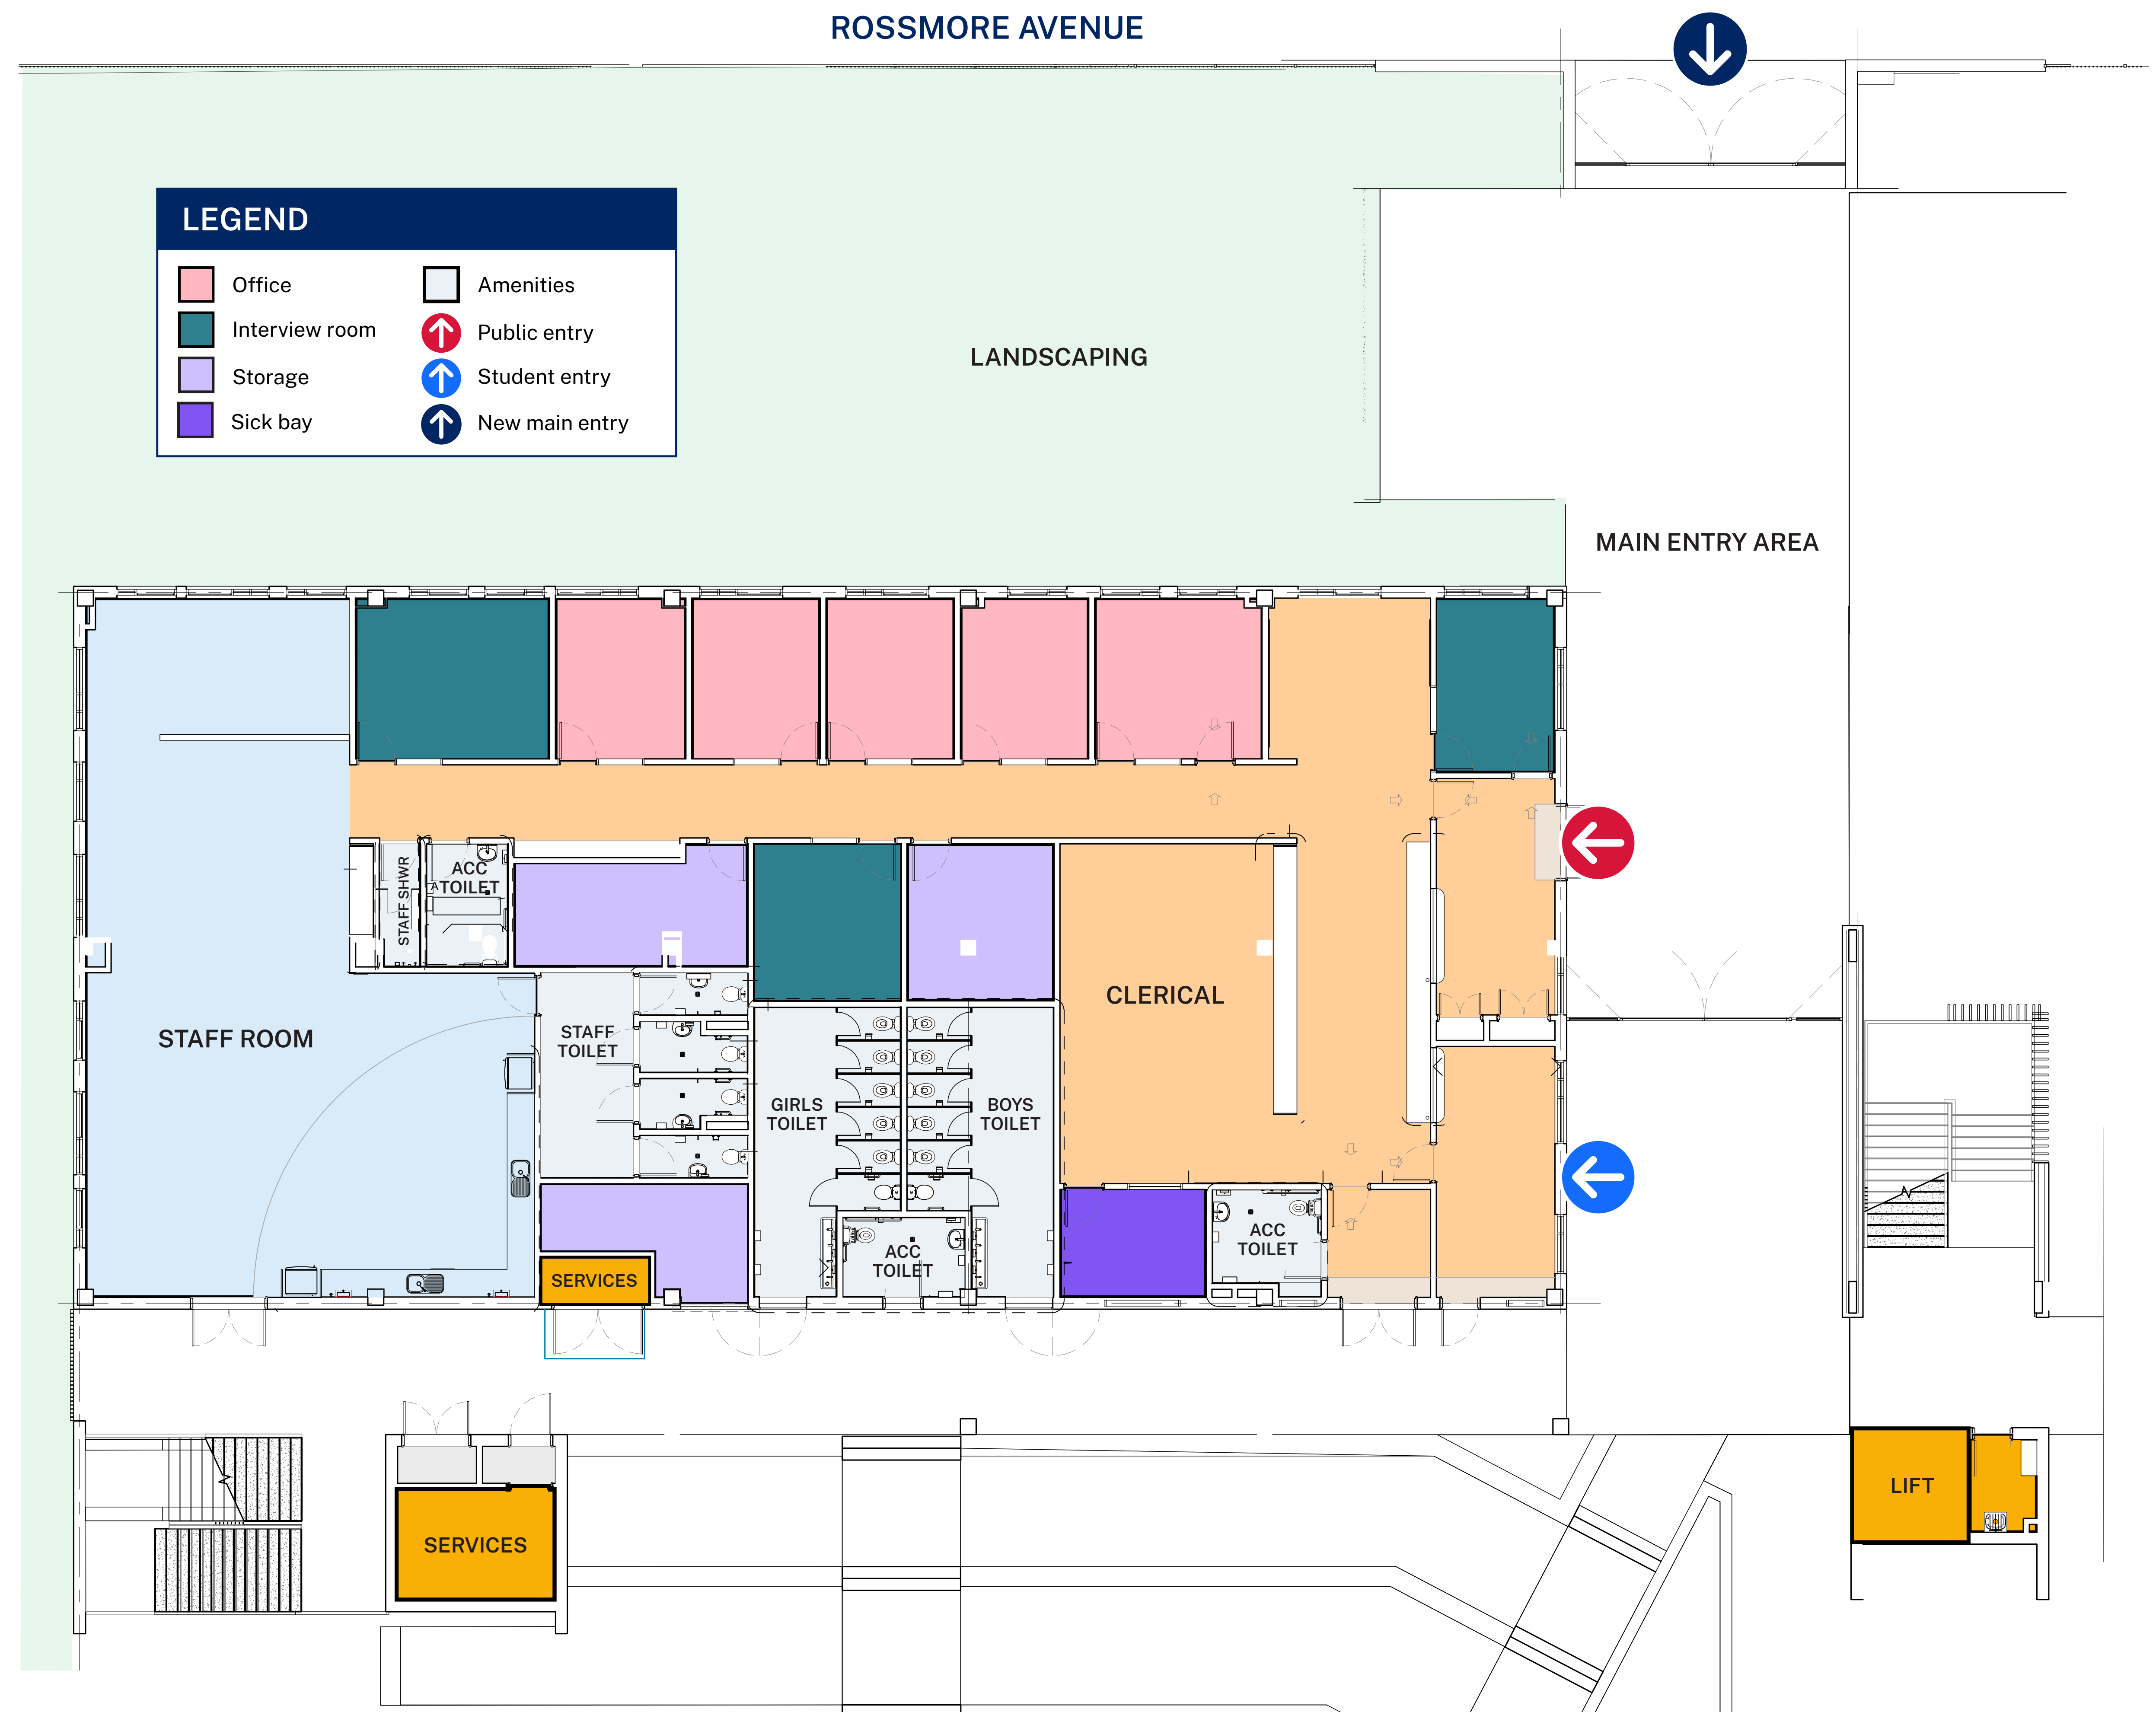 ROSSMORE AVENUE
LEGEND
Office
Interview room
Storage
Sick bay
Amenities
Public entry
Student entry
New main entry
LANDSCAPING
MAIN ENTRY AREA
STAFF SHWR
ACC
TOILET
STAFF ROOM
STAFF
TOILET
GIRLS
TOILET
BOYS
TOILET
CLERICAL
ACC
TOILET
ACC
TOILET
SERVICES
SERVICES
LIFT